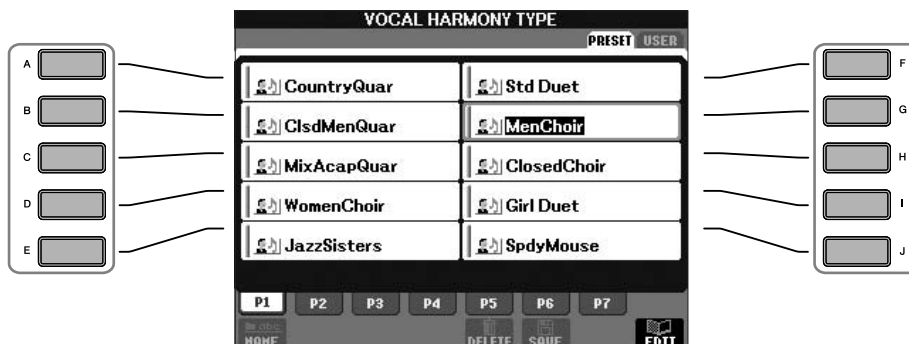 VOCAL HARMONY TYPE
PRESET USER
A
B
C
D
E
CountryQuar
Std Duet
ClsdMenQuar
MenChoir
MixAcapQuar
ClosedChoir
WomenChoir
Girl Duet
JazzSisters
SpdyMouse
F
G
H
I
J
P1 P2 P3 P4 P5 P6 P7
abc
NAME DELETE SAVE EDIT